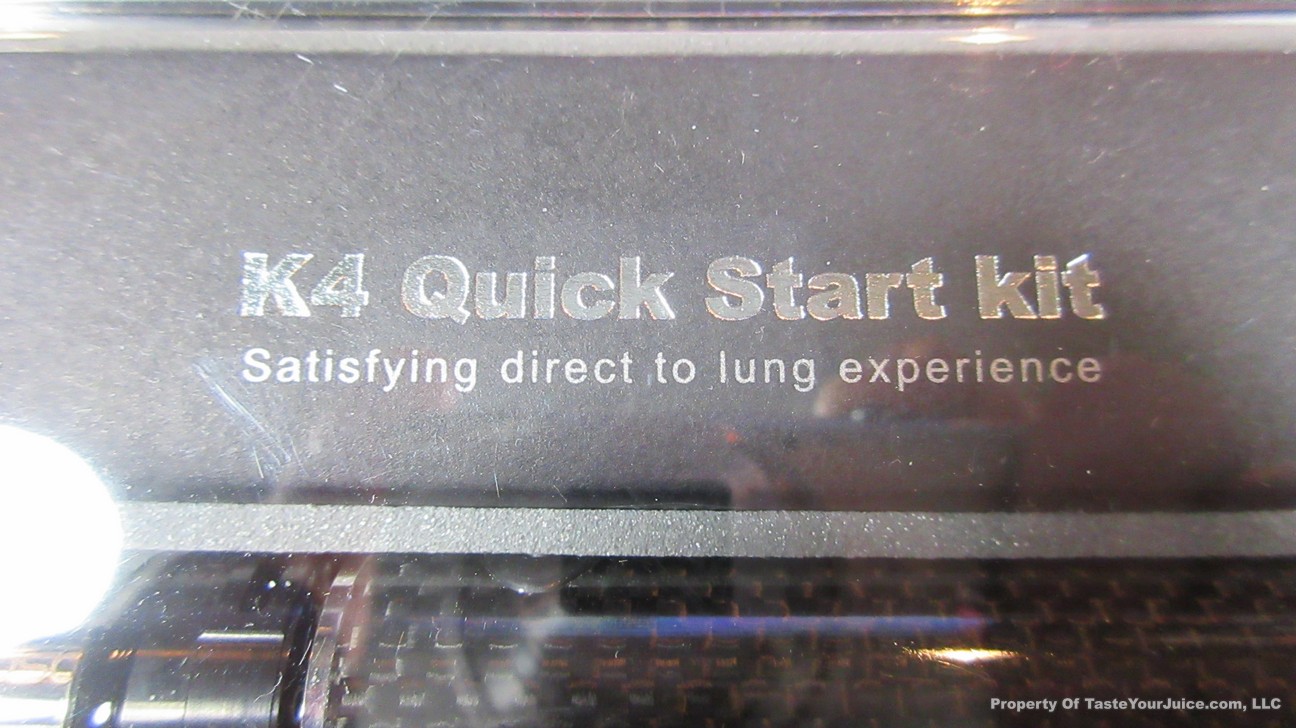 K4 Quick Start kit
Satisfying direct to lung experience
Property Of TasteYourJuice.com, LLC